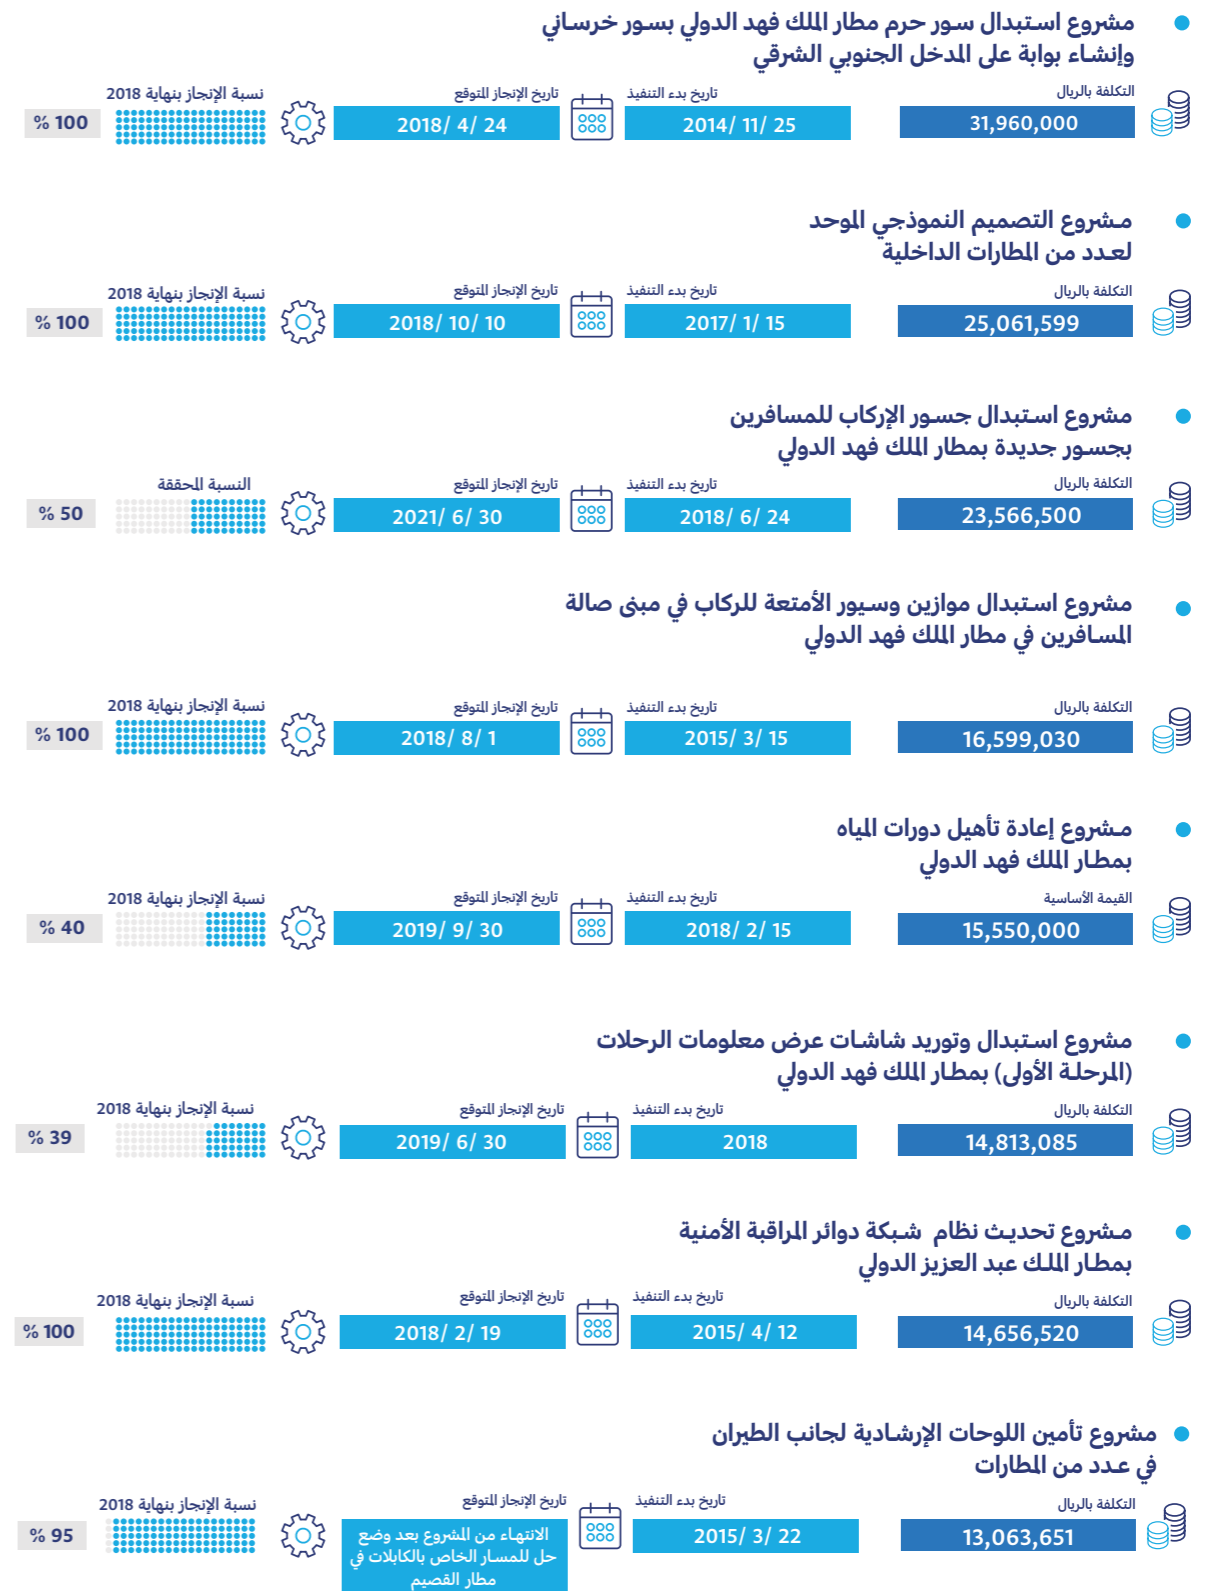 مشروع استبدال سور حرم مطار الملك فهد الدولي بسور خرساني
وإنشاء بوابة على المدخل الجنوبي الشرقي
التكلفة بالريال
31,960,000
تاريخ بدء التنفيذ
2014/ 11/ 25
تاريخ الإنجاز المتوقع
2018/ 4/ 24
نسبة الإنجاز بنهاية 2018
% 100
مشروع التصميم النموذجي الموحد
لعدد من المطارات الداخلية
التكلفة بالريال
25,061,599
تاريخ بدء التنفيذ
2017/ 1/ 15
تاريخ الإنجاز المتوقع
2018/ 10/ 10
نسبة الإنجاز بنهاية 2018
% 100
مشروع استبدال جسور الإركاب للمسافرين
بجسور جديدة بمطار الملك فهد الدولي
التكلفة بالريال
23,566,500
تاريخ بدء التنفيذ
2018/ 6/ 24
تاريخ الإنجاز المتوقع
2021/ 6/ 30
النسبة المحققة
% 50
مشروع استبدال موازين وسيور الأمتعة للركاب في مبنى صالة
المسافرين في مطار الملك فهد الدولي
التكلفة بالريال
16,599,030
تاريخ بدء التنفيذ
2015/ 3/ 15
تاريخ الإنجاز المتوقع
2018/ 8/ 1
نسبة الإنجاز بنهاية 2018
% 100
مشروع إعادة تأهيل دورات المياه
بمطار الملك فهد الدولي
القيمة الأساسية
15,550,000
تاريخ بدء التنفيذ
2018/ 2/ 15
تاريخ الإنجاز المتوقع
2019/ 9/ 30
نسبة الإنجاز بنهاية 2018
% 40
مشروع استبدال وتوريد شاشات عرض معلومات الرحلات
(المرحلة الأولى) بمطار الملك فهد الدولي
التكلفة بالريال
14,813,085
تاريخ بدء التنفيذ
2018
تاريخ الإنجاز المتوقع
2019/ 6/ 30
نسبة الإنجاز بنهاية 2018
% 39
مشروع تحديث نظام شبكة دوائر المراقبة الأمنية
بمطار الملك عبد العزيز الدولي
التكلفة بالريال
14,656,520
تاريخ بدء التنفيذ
2015/ 4/ 12
تاريخ الإنجاز المتوقع
2018/ 2/ 19
نسبة الإنجاز بنهاية 2018
% 100
مشروع تأمين اللوحات الإرشادية لجانب الطيران
في عدد من المطارات
التكلفة بالريال
13,063,651
تاريخ بدء التنفيذ
2015/ 3/ 22
تاريخ الإنجاز المتوقع
الانتهاء من المشروع بعد وضع
حل للمسار الخاص بالكابلات في
مطار القصيم
نسبة الإنجاز بنهاية 2018
% 95